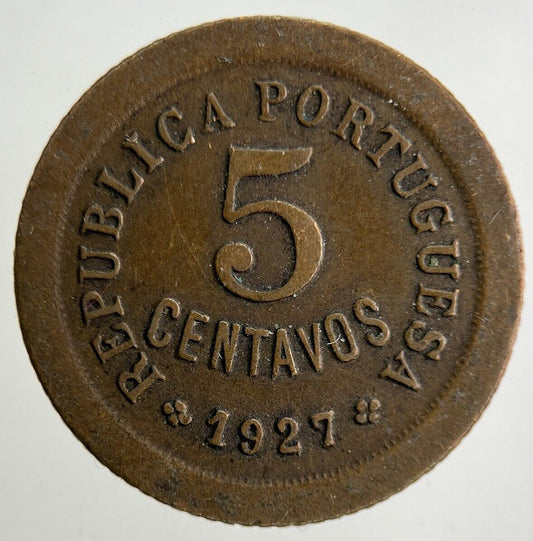 REPUBLICA PORTUGUESA
5
CENTAVOS
1927